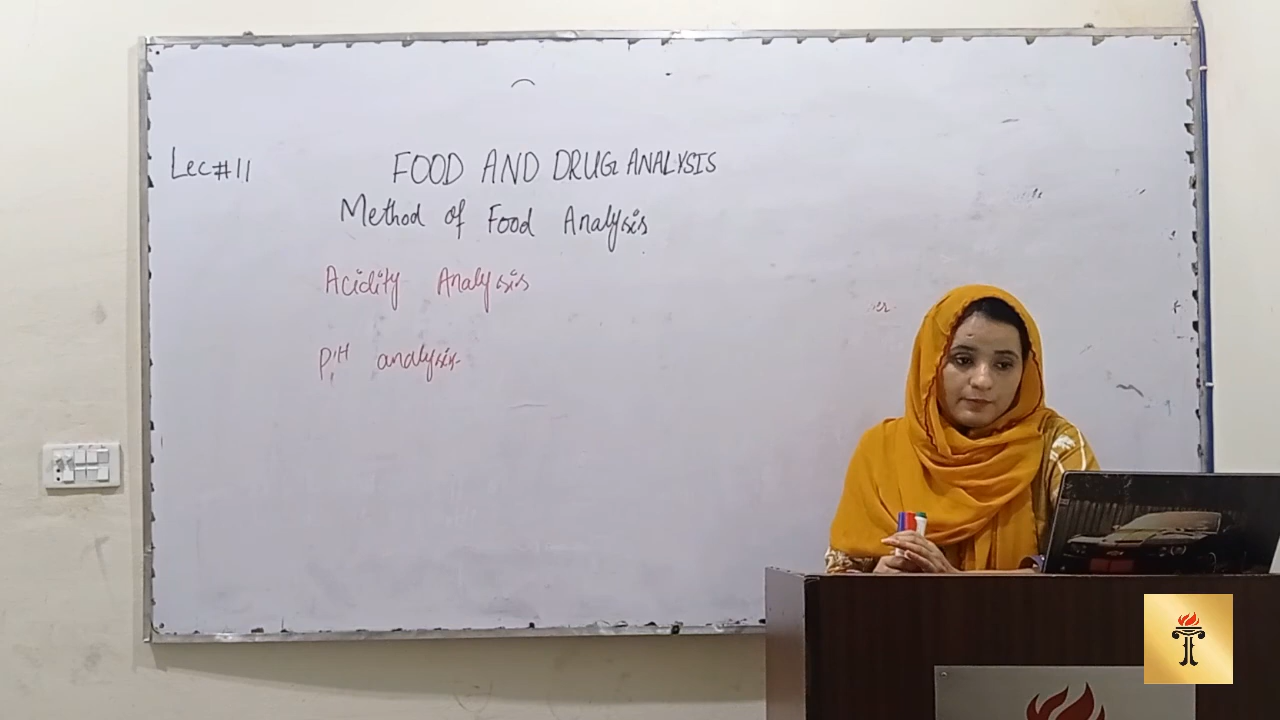 Lec#11
FOOD AND DRUG ANALYSIS
Method of Food Analysis
Acidity Analysis
PH analysis